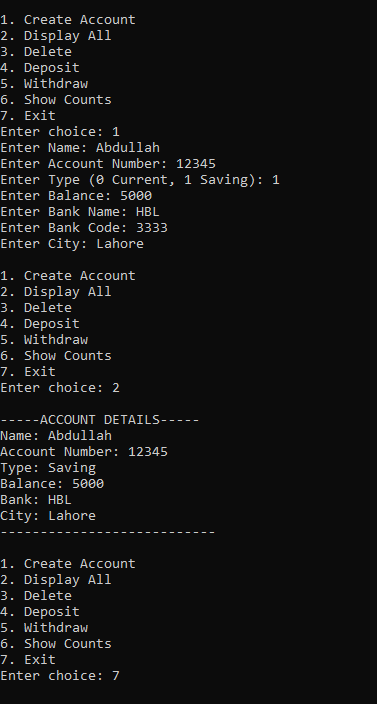 1. Create Account
2. Display All
3. Delete
4. Deposit
5. Withdraw
6. Show Counts
7. Exit
Enter choice: 1
Enter Name: Abdullah
Enter Account Number: 12345
Enter Type (0 Current, 1 Saving): 1
Enter Balance: 5000
Enter Bank Name: HBL
Enter Bank Code: 3333
Enter City: Lahore

1. Create Account
2. Display All
3. Delete
4. Deposit
5. Withdraw
6. Show Counts
7. Exit
Enter choice: 2

-----ACCOUNT DETAILS-----
Name: Abdullah
Account Number: 12345
Type: Saving
Balance: 5000
Bank: HBL
City: Lahore
---------------------------

1. Create Account
2. Display All
3. Delete
4. Deposit
5. Withdraw
6. Show Counts
7. Exit
Enter choice: 7